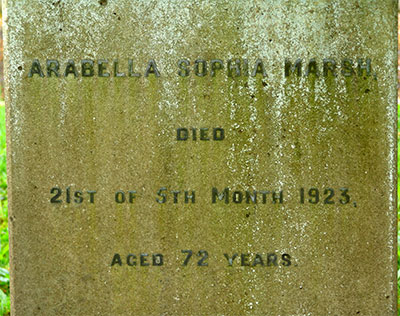 ARABELLA SOPHIA MARSH,
DIED
21ST OF 5TH MONTH 1923,
AGED 72 YEARS.